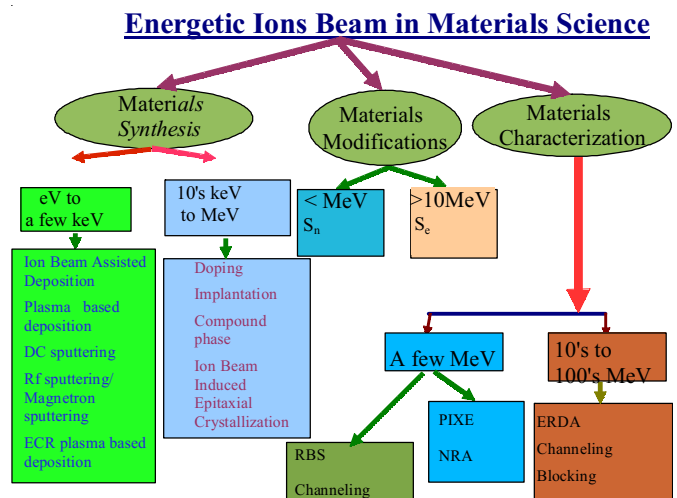 Energetic Ions Beam in Materials Science
Materials
Synthesis
Materials
Modifications
Materials
Characterization
eV to
a few keV
10's keV
to MeV
< MeV
Sn
>10MeV
Se
Ion Beam Assisted
Deposition
Plasma based
deposition
DC sputtering
Rf sputtering/
Magnetron
sputtering
ECR plasma based
deposition
Doping
Implantation
Compound
phase
Ion Beam
Induced
Epitaxial
Crystallization
A few MeV
10's to
100's MeV
RBS
Channeling
PIXE
NRA
ERDA
Channeling
Blocking